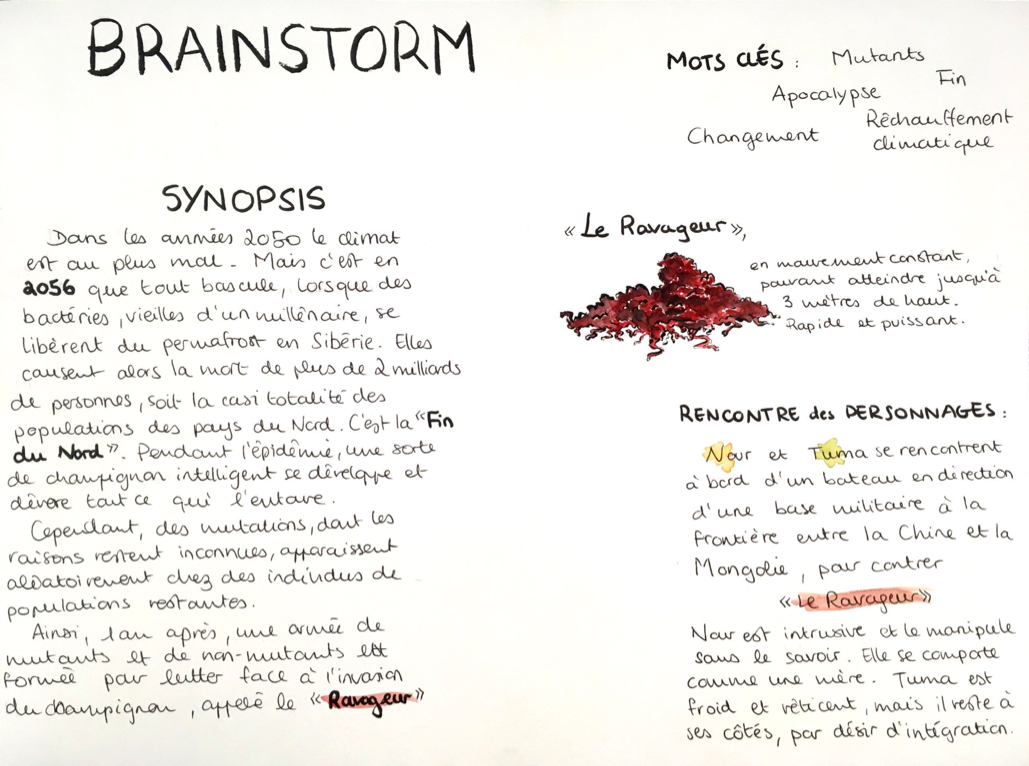 BRAINSTORM
SYNOPSIS
Dans les années 2050 le climat
est au plus mal. Mais c'est en
2056 que tout bascule, lorsque des
bactéries, vieilles d'un millénaire, se
libèrent du permafrost en Sibérie. Elles
causent alors la mort de plus de 2 milliards
de personnes, soit la casi totalité des
populations des pays du Nord. C'est la "Fin
du Nord". Pendant l'épidémie, une sorte
de champignon intelligent se développe et
dévore tout ce qui l'entoure.
Cependant, des mutations, dont les
raisons restent inconnues, apparaissent
aléatoirement chez des individus de
populations restantes.
Ainsi, 1 an après, une armée de
mutants et de non-mutants est
formée pour lutter face à l'invasion
du champignon, appelé le "Ravageur"
MOTS CLÉS : Mutants
Fin
Apocalypse
Réchauffement
Changement
climatique
« Le Ravageur »,
en mouvement constant,
pouvant atteindre jusqu'à
3 mètres de haut.
Rapide et puissant.
RENCONTRE des PERSONNAGES :
Nour et Tuma se rencontrent
à bord d'un bateau en direction
d'une base militaire à la
frontière entre la Chine et la
Mongolie, pour contrer
« Le Ravageur »
Nour est intrusive et le manipule
sans le savoir. Elle se comporte
comme une mère. Tuma est
froid et réticent, mais il reste à
ses côtés, par désir d'intégration.